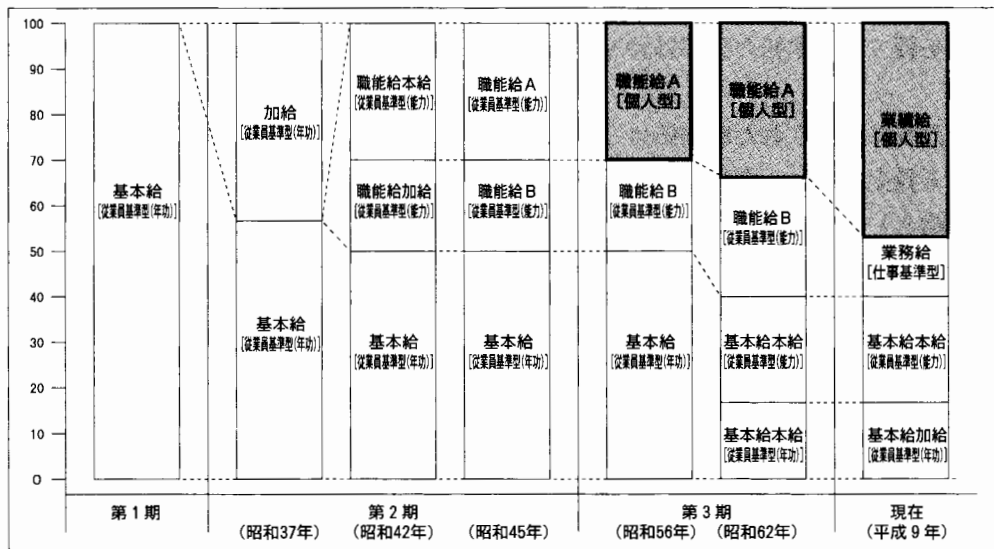 100
90
80
70
60
50
40
30
20
10
0
基本給
[従業員基準型(年功)]
加給
[従業員基準型(年功)]
基本給
[従業員基準型(年功)]
職能給本給
[従業員基準型(能力)]
職能給加給
[従業員基準型(能力)]
基本給
[従業員基準型(年功)]
職能給A
[従業員基準型(能力)]
職能給B
[従業員基準型(能力)]
基本給
[従業員基準型(年功)]
職能給A
[個人型]
職能給B
[従業員基準型(能力)]
基本給
[従業員基準型(年功)]
職能給A
[個人型]
職能給B
[従業員基準型(能力)]
基本給本給
[従業員基準型(能力)]
基本給本給
[従業員基準型(年功)]
業績給
[個人型]
業務給
[仕事基準型]
基本給本給
[従業員基準型(能力)]
基本給加給
[従業員基準型(年功)]
第1期
第2期
第3期
現在
(昭和37年)
(昭和42年)
(昭和45年)
(昭和56年)
(昭和62年)
(平成9年)